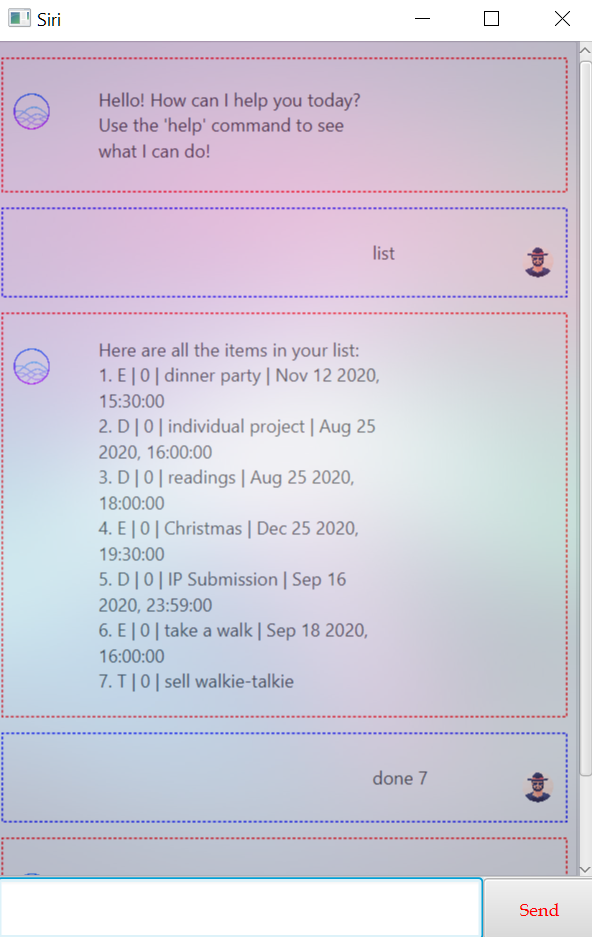 Siri
Hello! How can I help you today?
Use the 'help' command to see
what I can do!
list
Here are all the items in your list:
1. E | 0 | dinner party | Nov 12 2020,
15:30:00
2. D | 0 | individual project | Aug 25
2020, 16:00:00
3. D | 0 | readings | Aug 25 2020,
18:00:00
4. E | 0 | Christmas | Dec 25 2020,
19:30:00
5. D | 0 | IP Submission | Sep 16
2020, 23:59:00
6. E | 0 | take a walk | Sep 18 2020,
16:00:00
7. T | 0 | sell walkie-talkie
done 7
Send